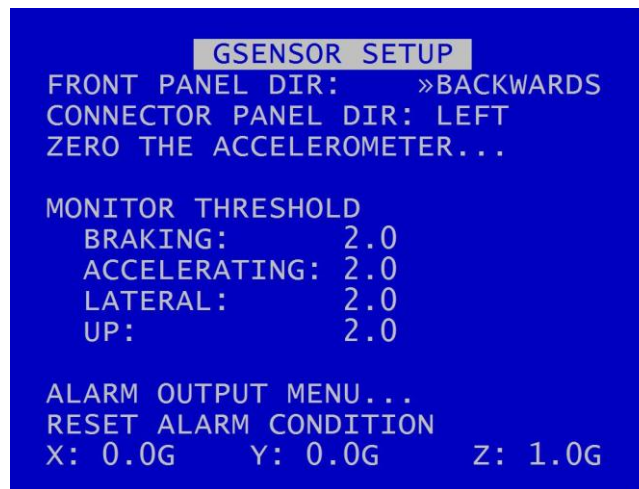 GSENSOR SETUP
FRONT PANEL DIR: »BACKWARDS
CONNECTOR PANEL DIR: LEFT
ZERO THE ACCELEROMETER...
MONITOR THRESHOLD
BRAKING: 2.0
ACCELERATING: 2.0
LATERAL: 2.0
UP: 2.0
ALARM OUTPUT MENU...
RESET ALARM CONDITION
X: 0.0G Y: 0.0G Z: 1.0G